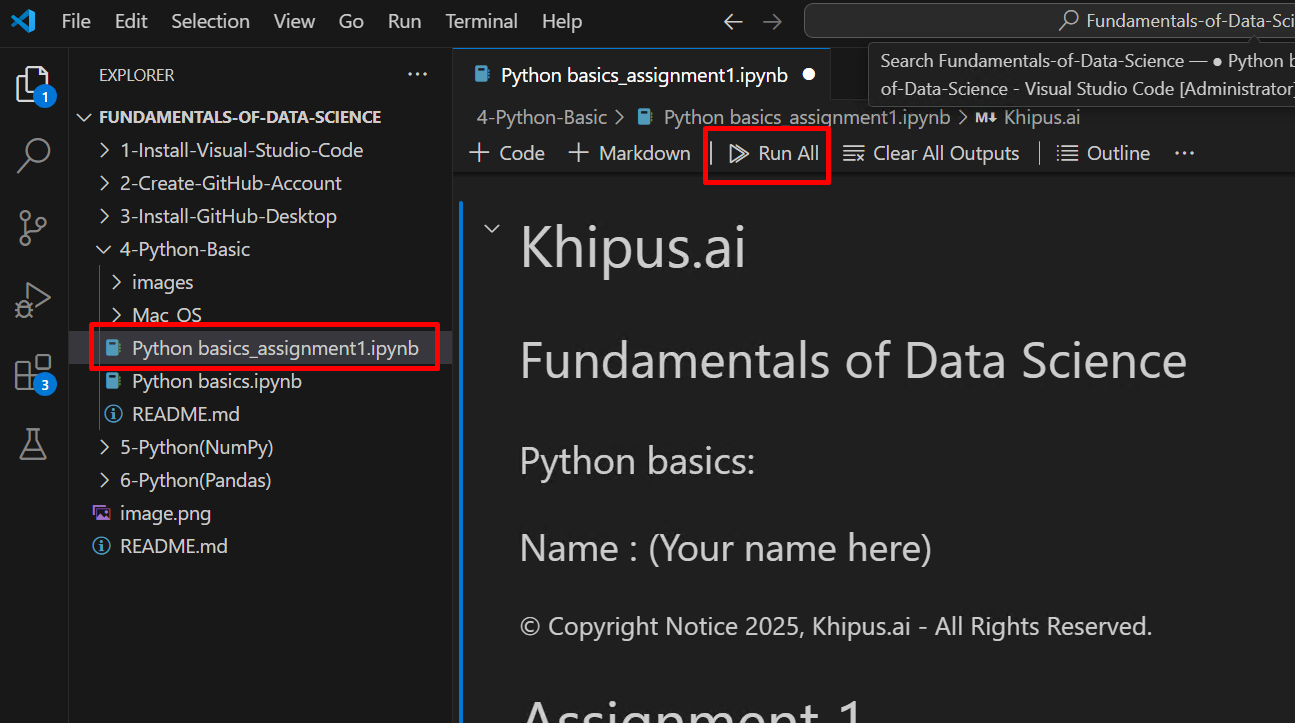 File Edit Selection View Go Run Terminal Help
Fundamentals-of-Data-Sci
Search Fundamentals-of-Data-Science — ● Python b
of-Data-Science - Visual Studio Code [Administrator]
1
3
EXPLORER
FUNDAMENTALS-OF-DATA-SCIENCE
1-Install-Visual-Studio-Code
2-Create-GitHub-Account
3-Install-GitHub-Desktop
4-Python-Basic
images
Mac_OS
Python basics_assignment1.ipynb
Python basics.ipynb
README.md
5-Python(NumPy)
6-Python(Pandas)
image.png
README.md
Python basics_assignment1.ipynb
4-Python-Basic > Python basics_assignment1.ipynb > M↓ Khipus.ai
+ Code + Markdown Run All Clear All Outputs Outline ...
Khipus.ai
Fundamentals of Data Science
Python basics:
Name : (Your name here)
© Copyright Notice 2025, Khipus.ai - All Rights Reserved.
Assignment 1